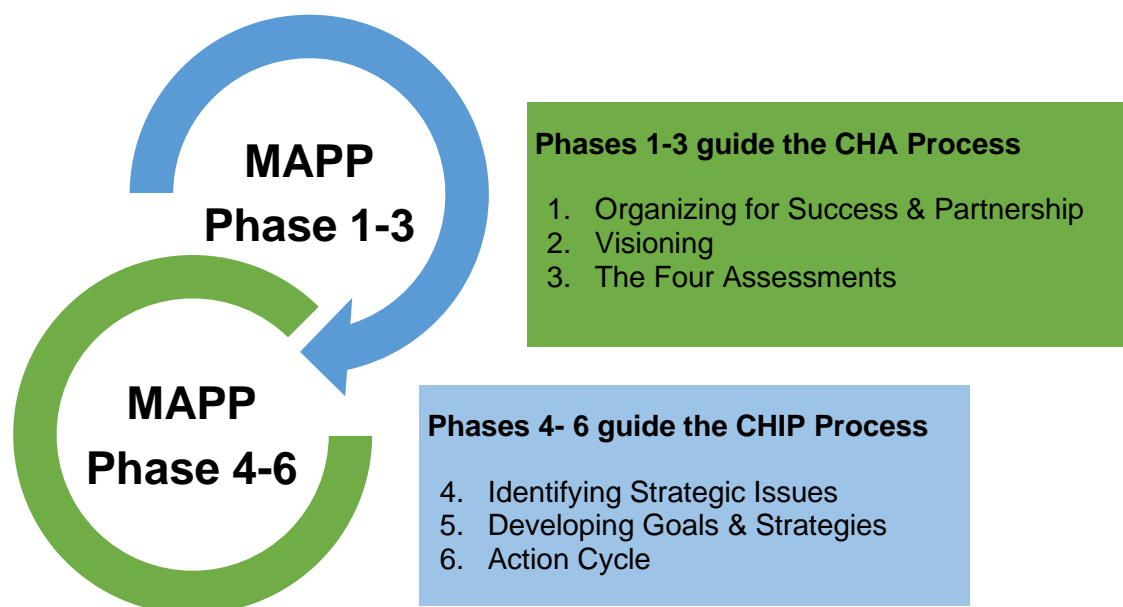 MAPP
Phase 1-3
Phases 1-3 guide the CHA Process
1. Organizing for Success & Partnership
2. Visioning
3. The Four Assessments
MAPP
Phase 4-6
Phases 4- 6 guide the CHIP Process
4. Identifying Strategic Issues
5. Developing Goals & Strategies
6. Action Cycle